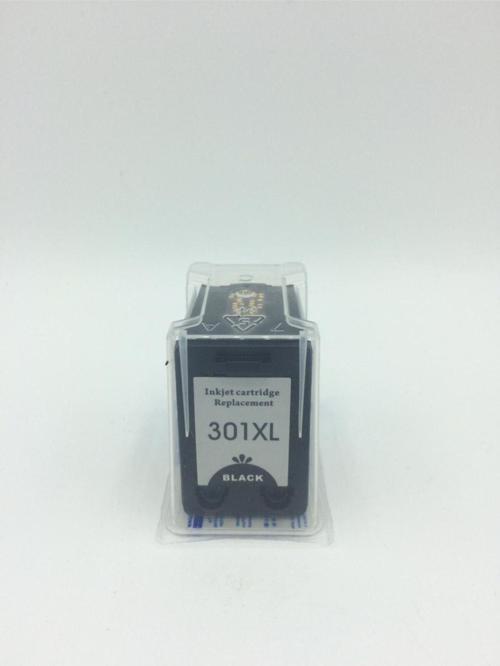 Inkjet cartridge
Replacement
301XL
BLACK